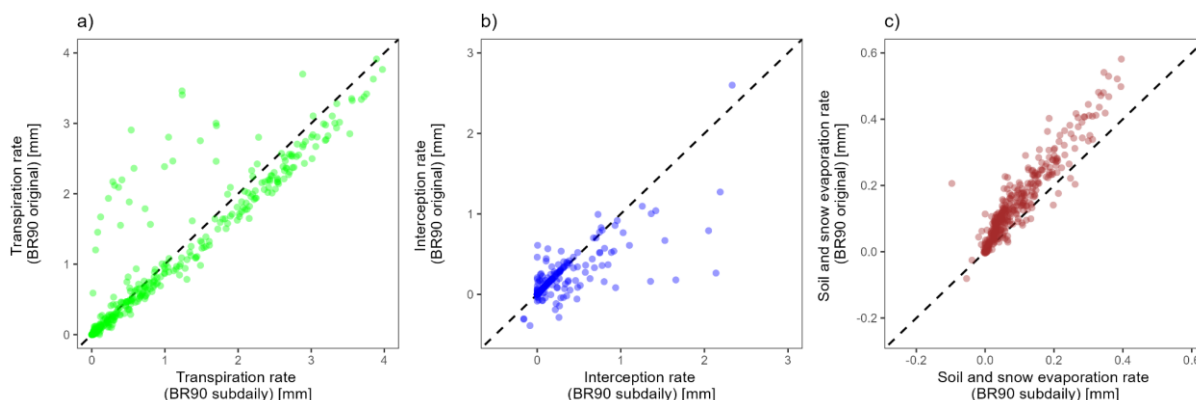 a)
4
3
2
1
0
Transpiration rate
(BR90 original) [mm]
0
1
2
3
4
Transpiration rate
(BR90 subdaily) [mm]
b)
3
2
1
0
Interception rate
(BR90 original) [mm]
0
1
2
3
Interception rate
(BR90 subdaily) [mm]
c)
0.6
0.4
0.2
0.0
-0.2
Soil and snow evaporation rate
(BR90 original) [mm]
-0.2
0.0
0.2
0.4
0.6
Soil and snow evaporation rate
(BR90 subdaily) [mm]